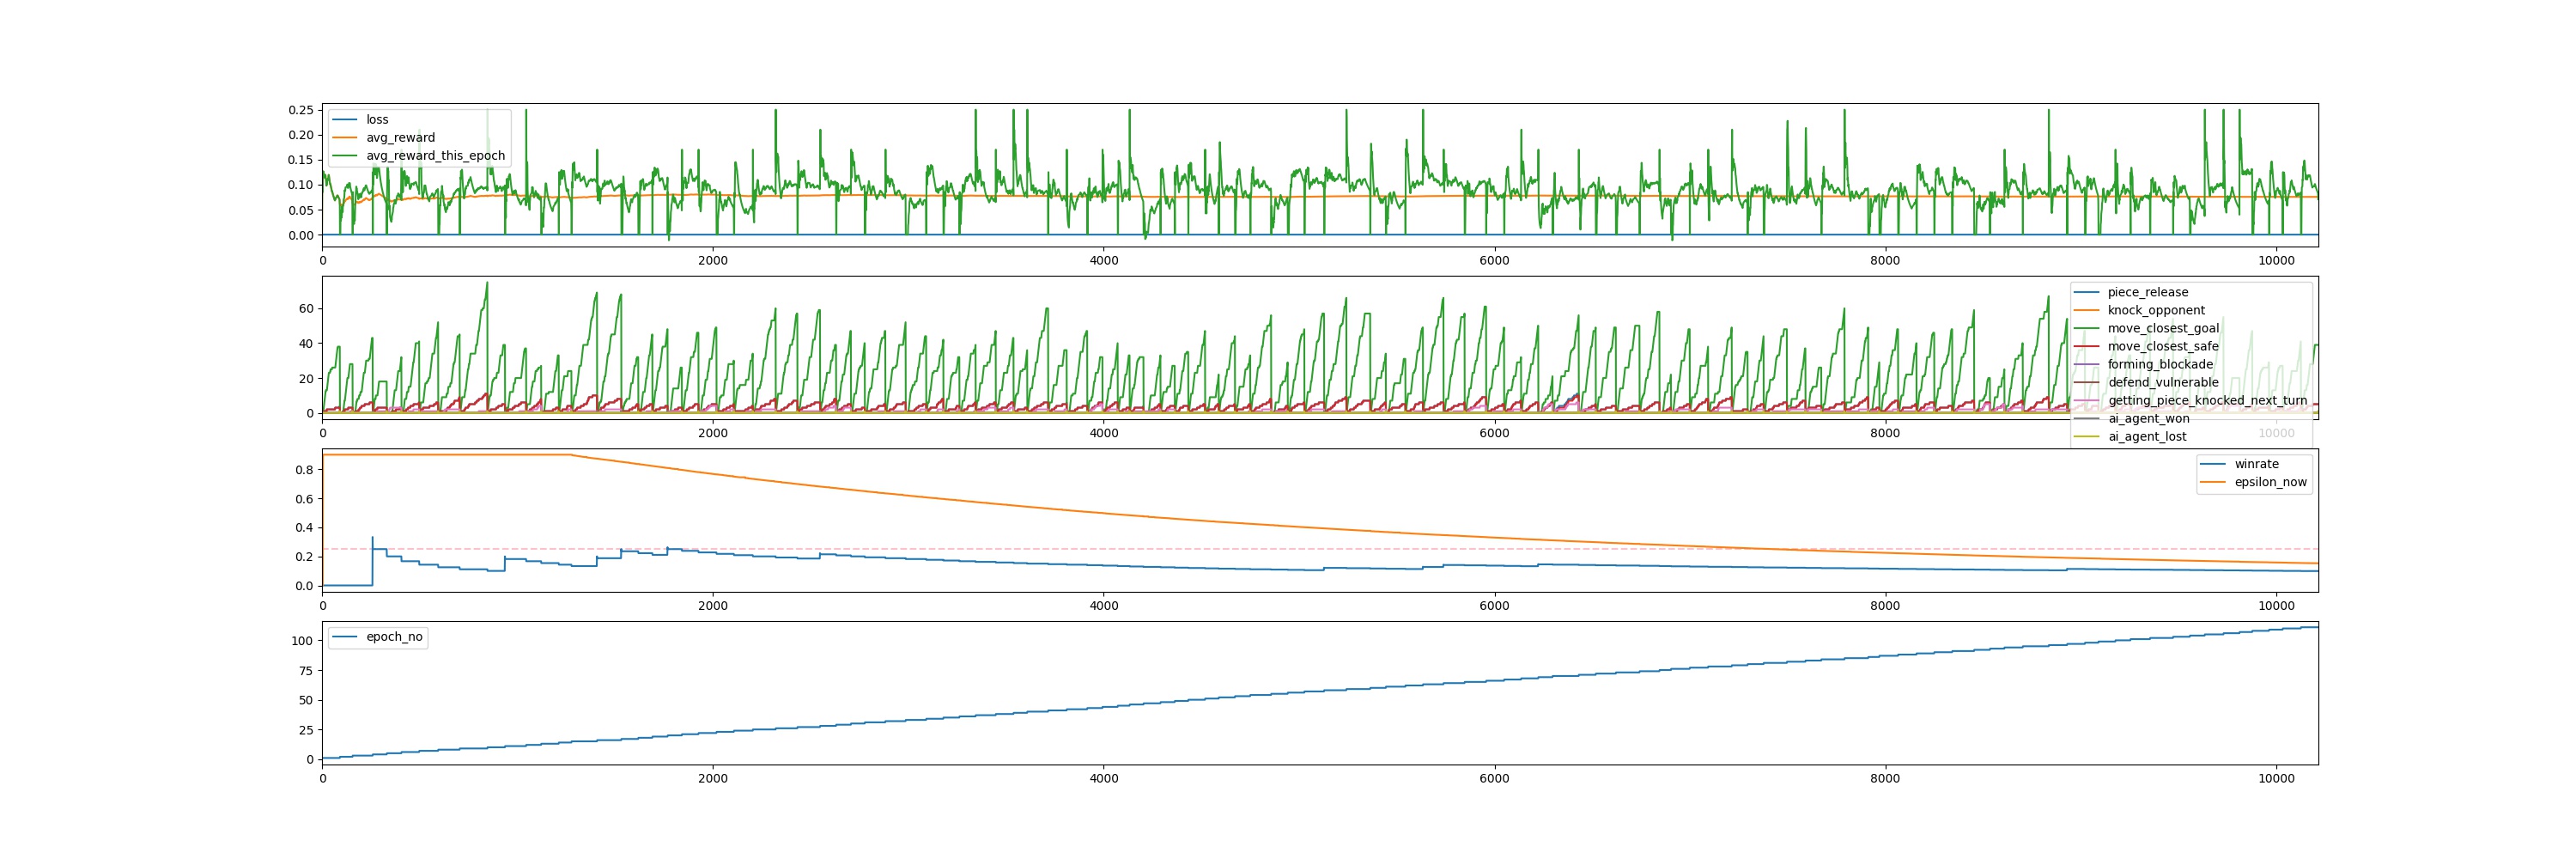 0.25
0.20
0.15
0.10
0.05
0.00
loss
avg_reward
avg_reward_this_epoch
0 2000 4000 6000 8000 10000
60
40
20
0
piece_release
knock_opponent
move_closest_goal
move_closest_safe
forming_blockade
defend_vulnerable
getting_piece_knocked_next_turn
ai_agent_won
ai_agent_lost
0 2000 4000 6000 8000 10000
0.8
0.6
0.4
0.2
0.0
winrate
epsilon_now
0 2000 4000 6000 8000 10000
100
75
50
25
0
epoch_no
0 2000 4000 6000 8000 10000